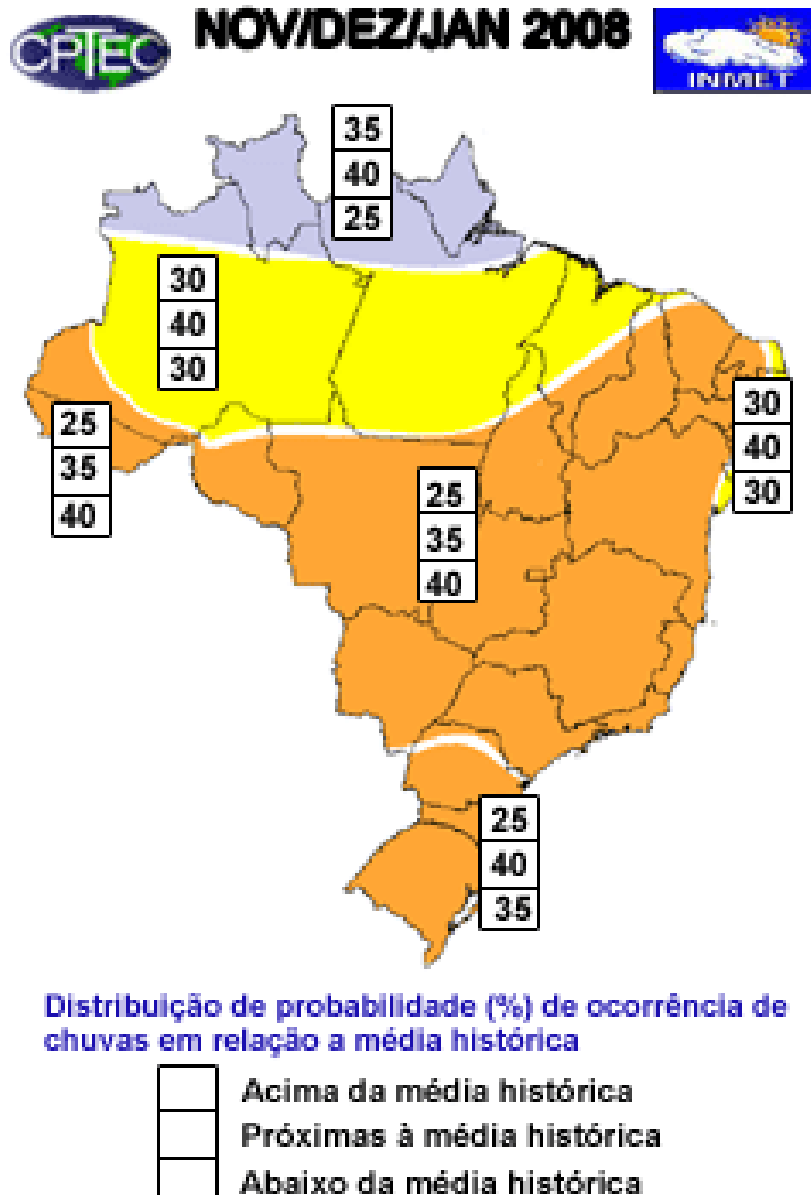 CPTEC
NOV/DEZ/JAN 2008
INMET
35
40
25
30
40
30
25
35
40
30
40
30
25
35
40
25
40
35
Distribuição de probabilidade (%) de ocorrência de
chuvas em relação a média histórica
Acima da média histórica
Próximas à média histórica
Abaixo da média histórica